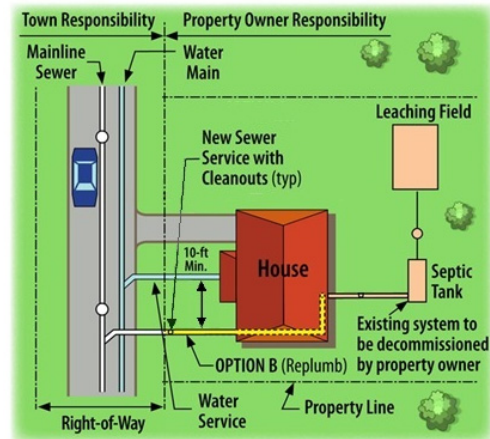 Town Responsibility
Property Owner Responsibility
Mainline
Sewer
Water
Main
Leaching Field
New Sewer
Service with
Cleanouts (typ)
10-ft
Min.
House
Septic
Tank
Existing system to
be decommissioned
by property owner
OPTION B (Replumb)
Water
Service
Property Line
Right-of-Way